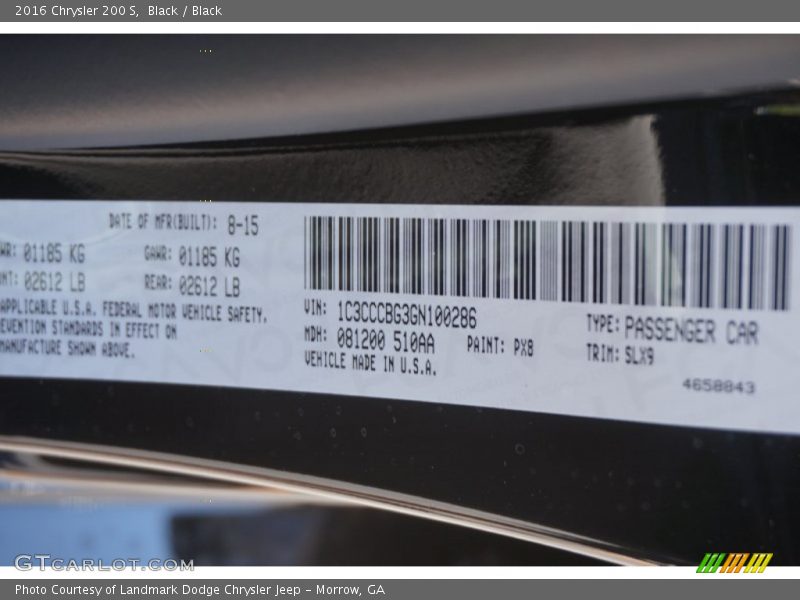 2016 Chrysler 200 S,  Black / Black
DATE OF MFR(BUILT): 8-15
01185 KG GAWR: 01185 KG
02612 LB REAR: 02612 LB
APPLICABLE U.S.A. FEDERAL MOTOR VEHICLE SAFETY,
EVENTION STANDARDS IN EFFECT ON
MANUFACTURE SHOWN ABOVE.
VIN: 1C3CCCBG3GN100286
MDH: 081200 510AA PAINT: PX8
VEHICLE MADE IN U.S.A.
TYPE: PASSENGER CAR
TRIM: SLX9
4658843
GTCARLOT.COM
Photo Courtesy of Landmark Dodge Chrysler Jeep - Morrow, GA